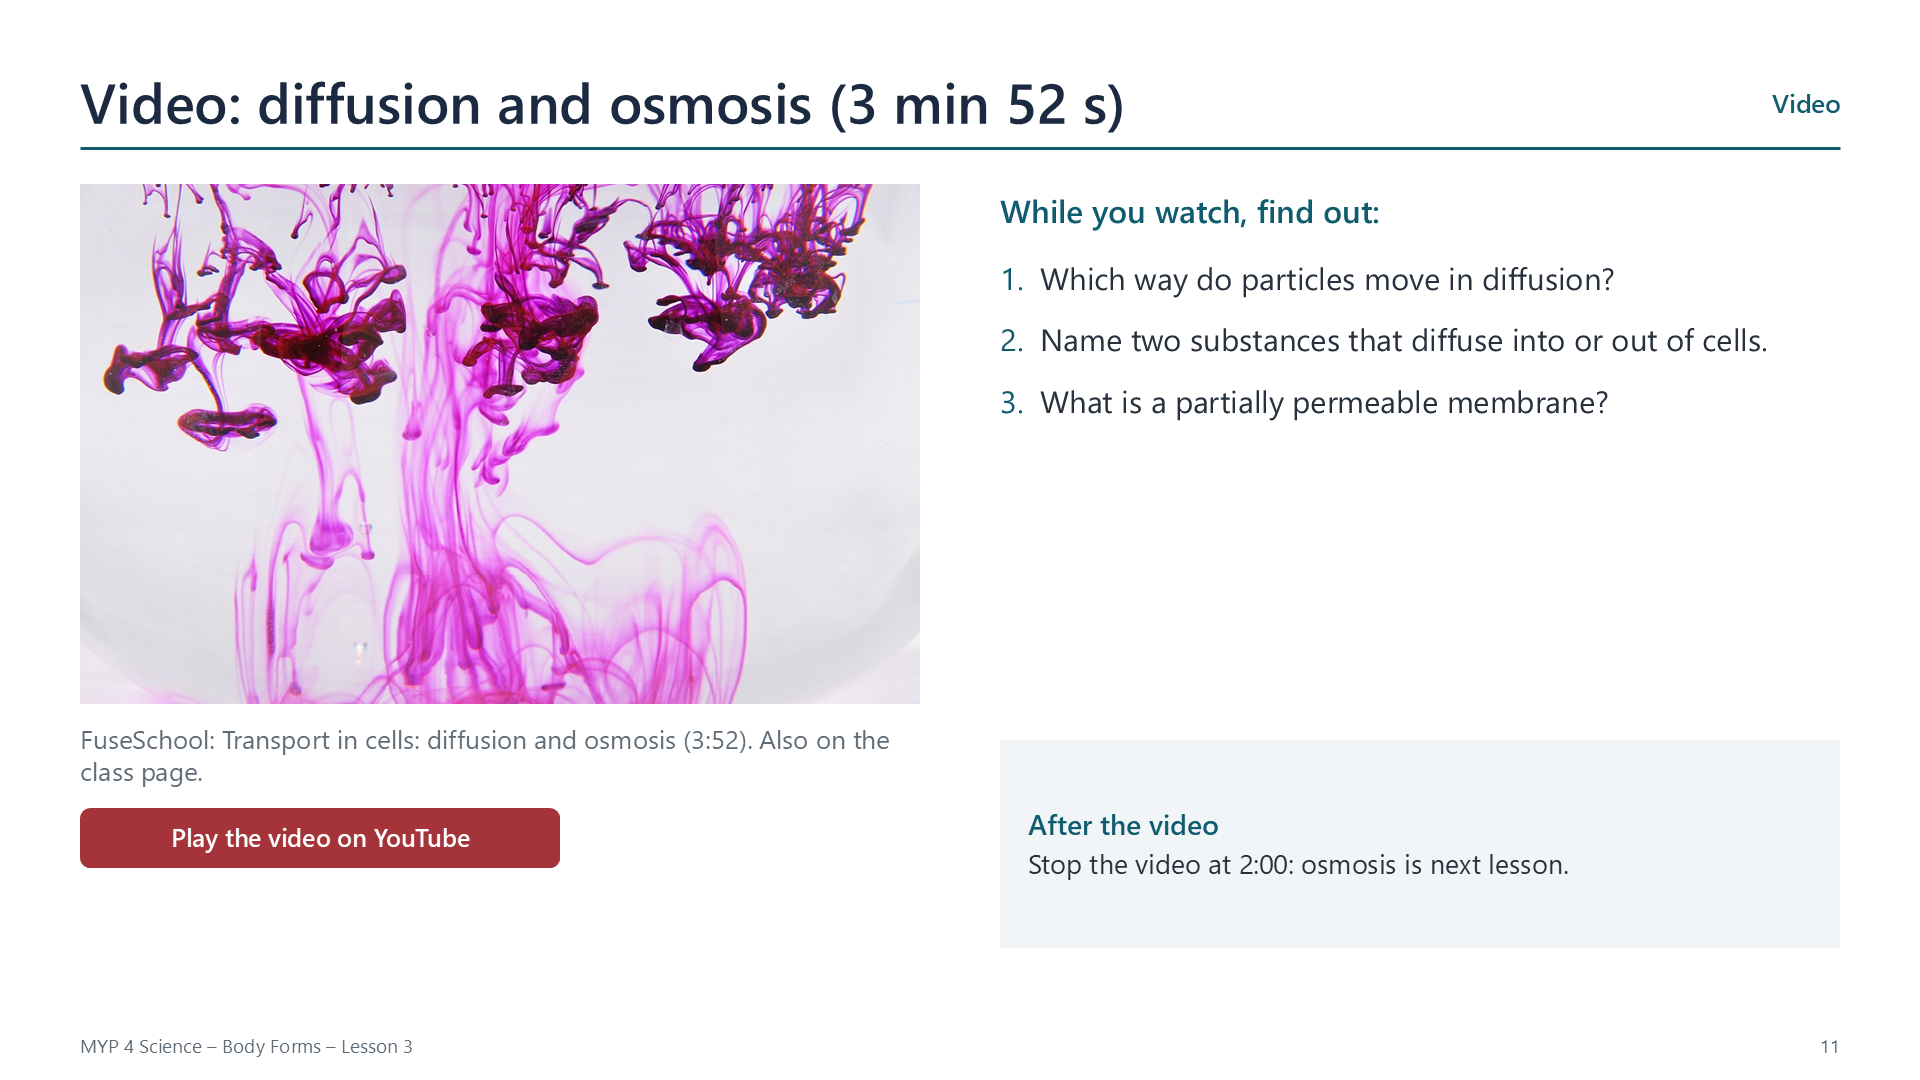 Video: diffusion and osmosis (3 min 52 s)
Video
While you watch, find out:
1. Which way do particles move in diffusion?
2. Name two substances that diffuse into or out of cells.
3. What is a partially permeable membrane?
FuseSchool: Transport in cells: diffusion and osmosis (3:52). Also on the
class page.
Play the video on YouTube
After the video
Stop the video at 2:00: osmosis is next lesson.
MYP 4 Science – Body Forms – Lesson 3
11